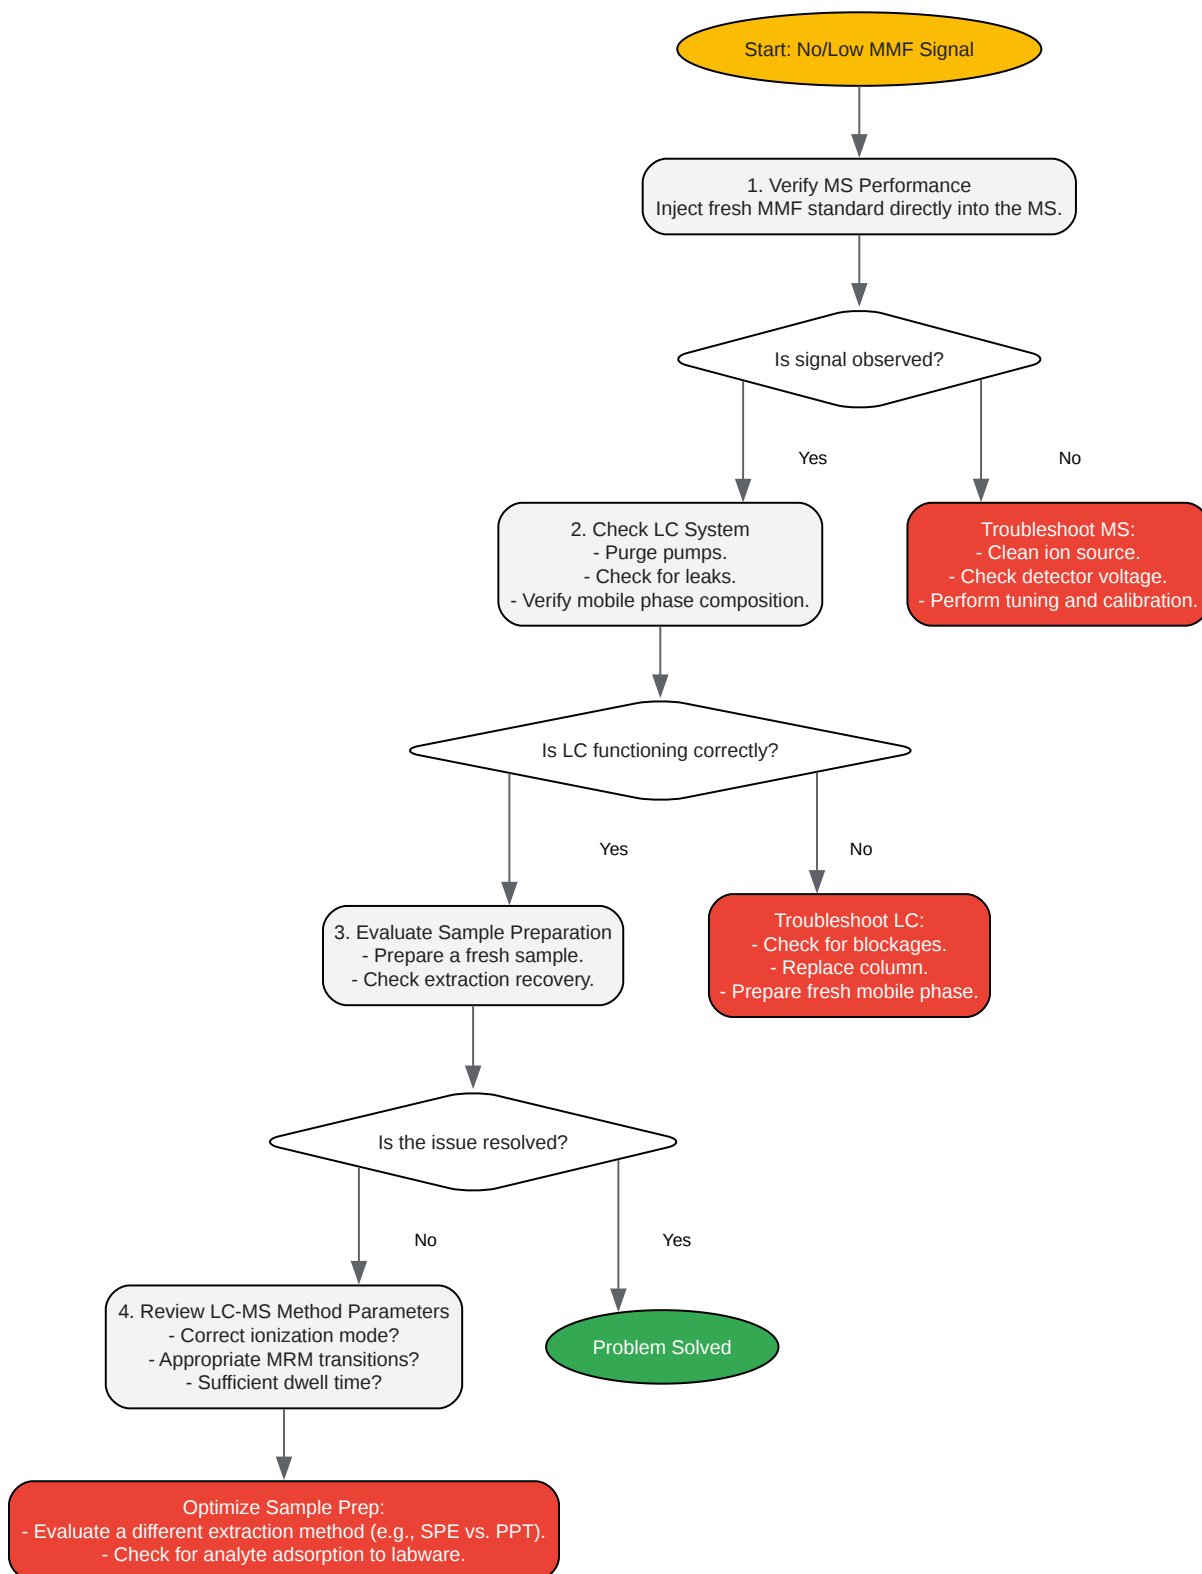 Start: No/Low MMF Signal
1. Verify MS Performance
Inject fresh MMF standard directly into the MS.
Is signal observed?
Yes
No
2. Check LC System
- Purge pumps.
- Check for leaks.
- Verify mobile phase composition.
Troubleshoot MS:
- Clean ion source.
- Check detector voltage.
- Perform tuning and calibration.
Is LC functioning correctly?
Yes
No
3. Evaluate Sample Preparation
- Prepare a fresh sample.
- Check extraction recovery.
Troubleshoot LC:
- Check for blockages.
- Replace column.
- Prepare fresh mobile phase.
Is the issue resolved?
No
Yes
4. Review LC-MS Method Parameters
- Correct ionization mode?
- Appropriate MRM transitions?
- Sufficient dwell time?
Problem Solved
Optimize Sample Prep:
- Evaluate a different extraction method (e.g., SPE vs. PPT).
- Check for analyte adsorption to labware.